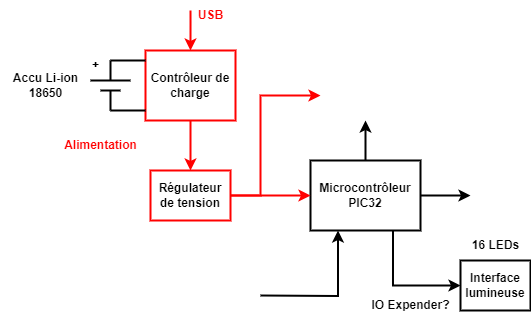 USB
+
Accu Li-ion
18650
Contrôleur de
charge
Alimentation
Régulateur
de tension
Microcontrôleur
PIC32
16 LEDs
Interface
lumineuse
IO Expender?